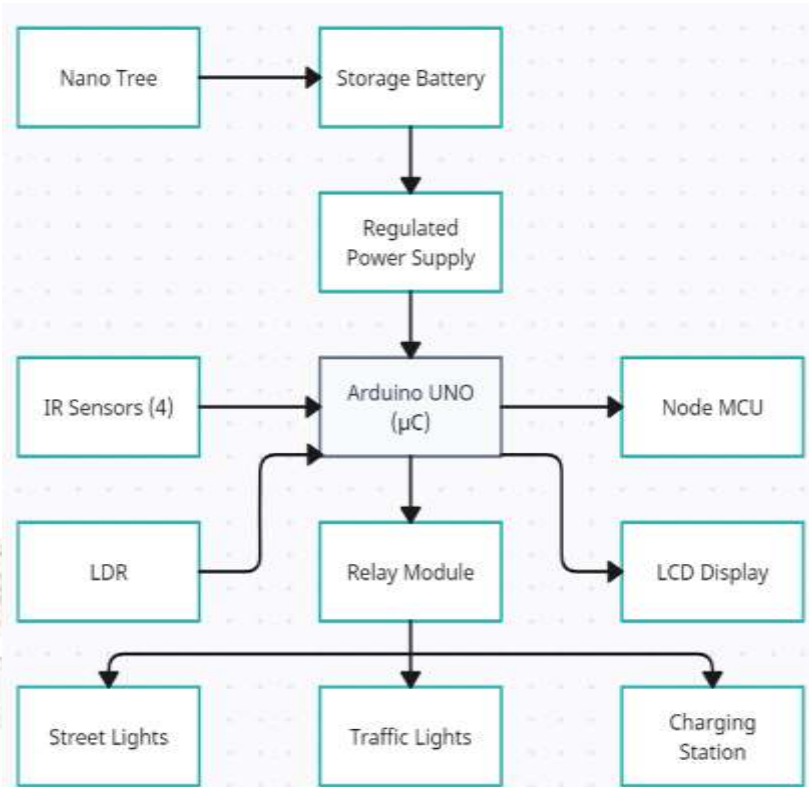 Nano Tree
Storage Battery
Regulated
Power Supply
IR Sensors (4)
Arduino UNO
(µC)
Node MCU
LDR
Relay Module
LCD Display
Street Lights
Traffic Lights
Charging
Station